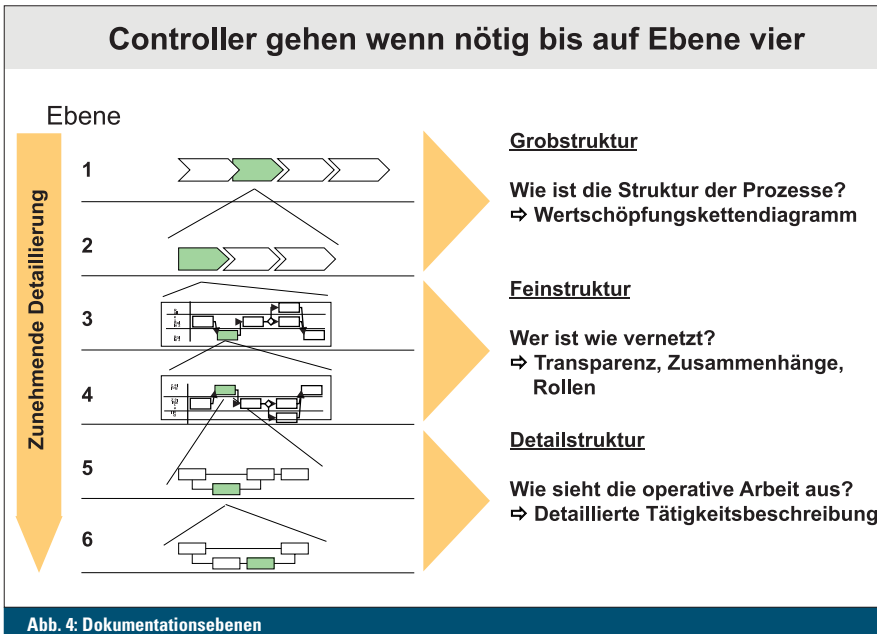 Controller gehen wenn nötig bis auf Ebene vier
Ebene
Zunehmende Detaillierung
1
2
3
4
5
6
Grobstruktur
Wie ist die Struktur der Prozesse?
⇨ Wertschöpfungskettendiagramm
Feinstruktur
Wer ist wie vernetzt?
⇨ Transparenz, Zusammenhänge,
Rollen
Detailstruktur
Wie sieht die operative Arbeit aus?
⇨ Detaillierte Tätigkeitsbeschreibung
Abb. 4: Dokumentationsebenen